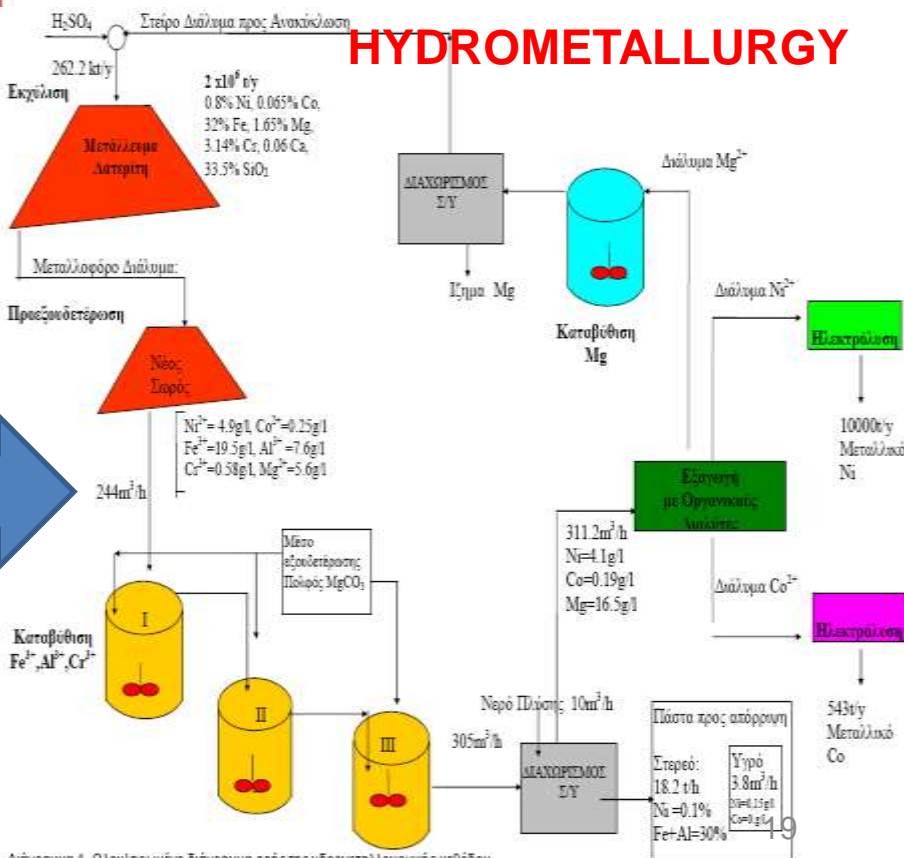 HYDROMETALLURGY
H₂SO₄
Στείρο Διάλυμα προς Ανακύκλωση
262.2 kt/y
Εκχύλιση
Μετάλλευμα
Λατερίτη
2 x10⁶ t/y
0.8% Ni, 0.065% Co,
32% Fe, 1.65% Mg,
3.14% Cr, 0.06 Ca,
33.5% SiO₂
ΔΙΑΧΩΡΙΣΜΟΣ
Σ/Υ
Διάλυμα Mg²⁺
Ίζημα Mg
Καταβύθιση
Mg
Μεταλλοφόρο Διάλυμα:
Προεξουδετέρωση
Νέος
Σωρός
Ni²⁺= 4.9g/l, Co²⁺=0.25g/l
Fe³⁺=19.5g/l, Al³⁺=7.6g/l
Cr³⁺=0.58g/l, Mg²⁺=5.6g/l
244m³/h
Διάλυμα Ni²⁺
Ηλεκτρόλυση
10000t/y
Μεταλλικό
Ni
Εξαγωγή
με Οργανικούς
Διαλύτες
Μέσο
εξουδετέρωσης
Πολφός MgCO₃
311.2m³/h
Ni=4.1g/l
Co=0.19g/l
Mg=16.5g/l
Διάλυμα Co²⁺
Ηλεκτρόλυση
543t/y
Μεταλλικό
Co
Καταβύθιση
Fe³⁺,Al³⁺,Cr³⁺
I
II
III
Νερό Πλύσης 10m³/h
305m³/h
ΔΙΑΧΩΡΙΣΜΟΣ
Σ/Υ
Πάστα προς απόρριψη
Στερεό:
18.2 t/h
Ni =0.1%
Fe+Al=30%
Υγρό
3.8m³/h
Ni=0.15g/l
19